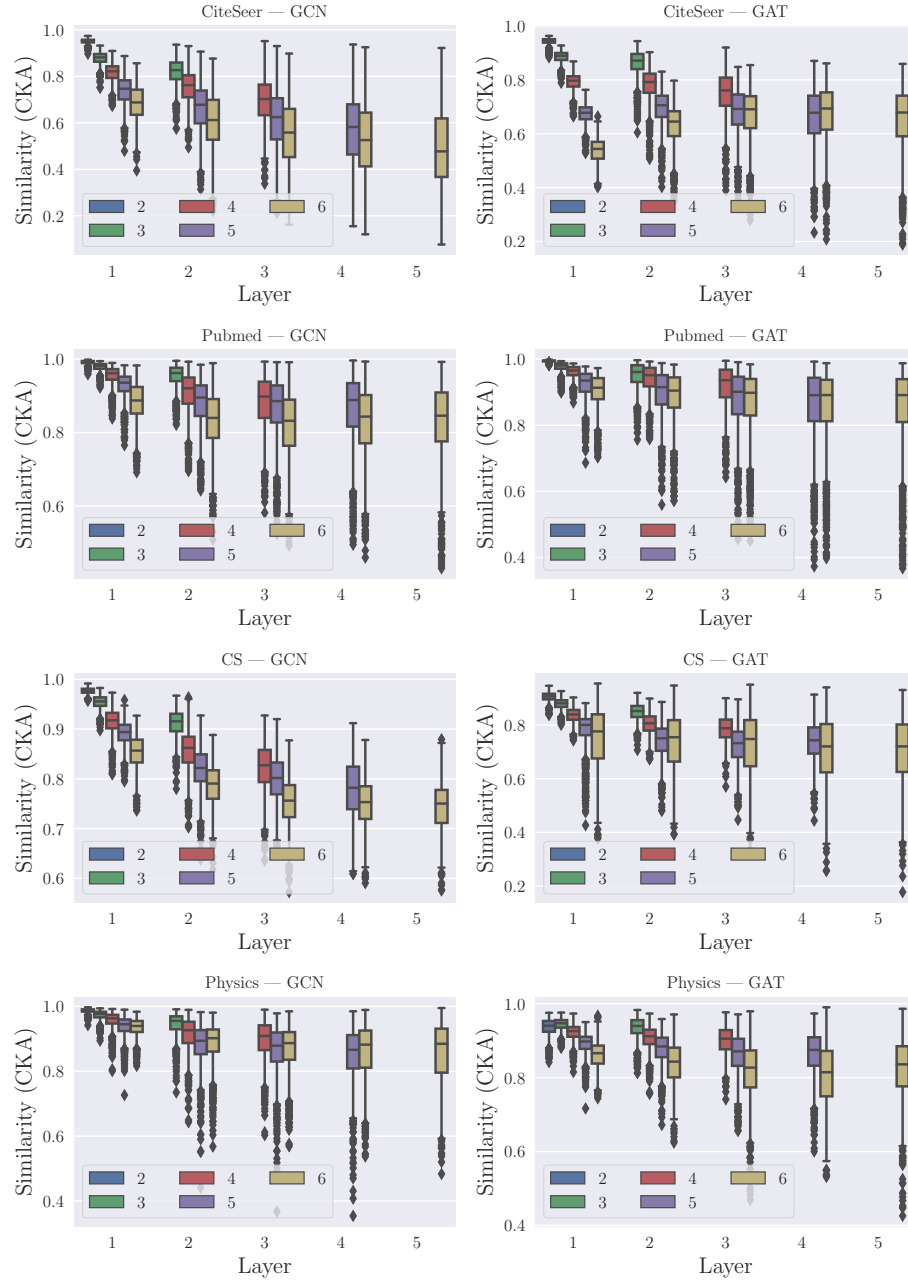 CiteSeer — GCN
Similarity (CKA)
1.0
0.8
0.6
0.4
0.2
2 4 6
3 5
1 2 3 4 5
Layer
CiteSeer — GAT
Similarity (CKA)
1.0
0.8
0.6
0.4
0.2
2 4 6
3 5
1 2 3 4 5
Layer
Pubmed — GCN
Similarity (CKA)
1.0
0.8
0.6
2 4 6
3 5
1 2 3 4 5
Layer
Pubmed — GAT
Similarity (CKA)
1.0
0.8
0.6
0.4
2 4 6
3 5
1 2 3 4 5
Layer
CS — GCN
Similarity (CKA)
1.0
0.9
0.8
0.7
0.6
2 4 6
3 5
1 2 3 4 5
Layer
CS — GAT
Similarity (CKA)
0.8
0.6
0.4
0.2
2 4 6
3 5
1 2 3 4 5
Layer
Physics — GCN
Similarity (CKA)
1.0
0.8
0.6
0.4
2 4 6
3 5
1 2 3 4 5
Layer
Physics — GAT
Similarity (CKA)
1.0
0.8
0.6
0.4
2 4 6
3 5
1 2 3 4 5
Layer